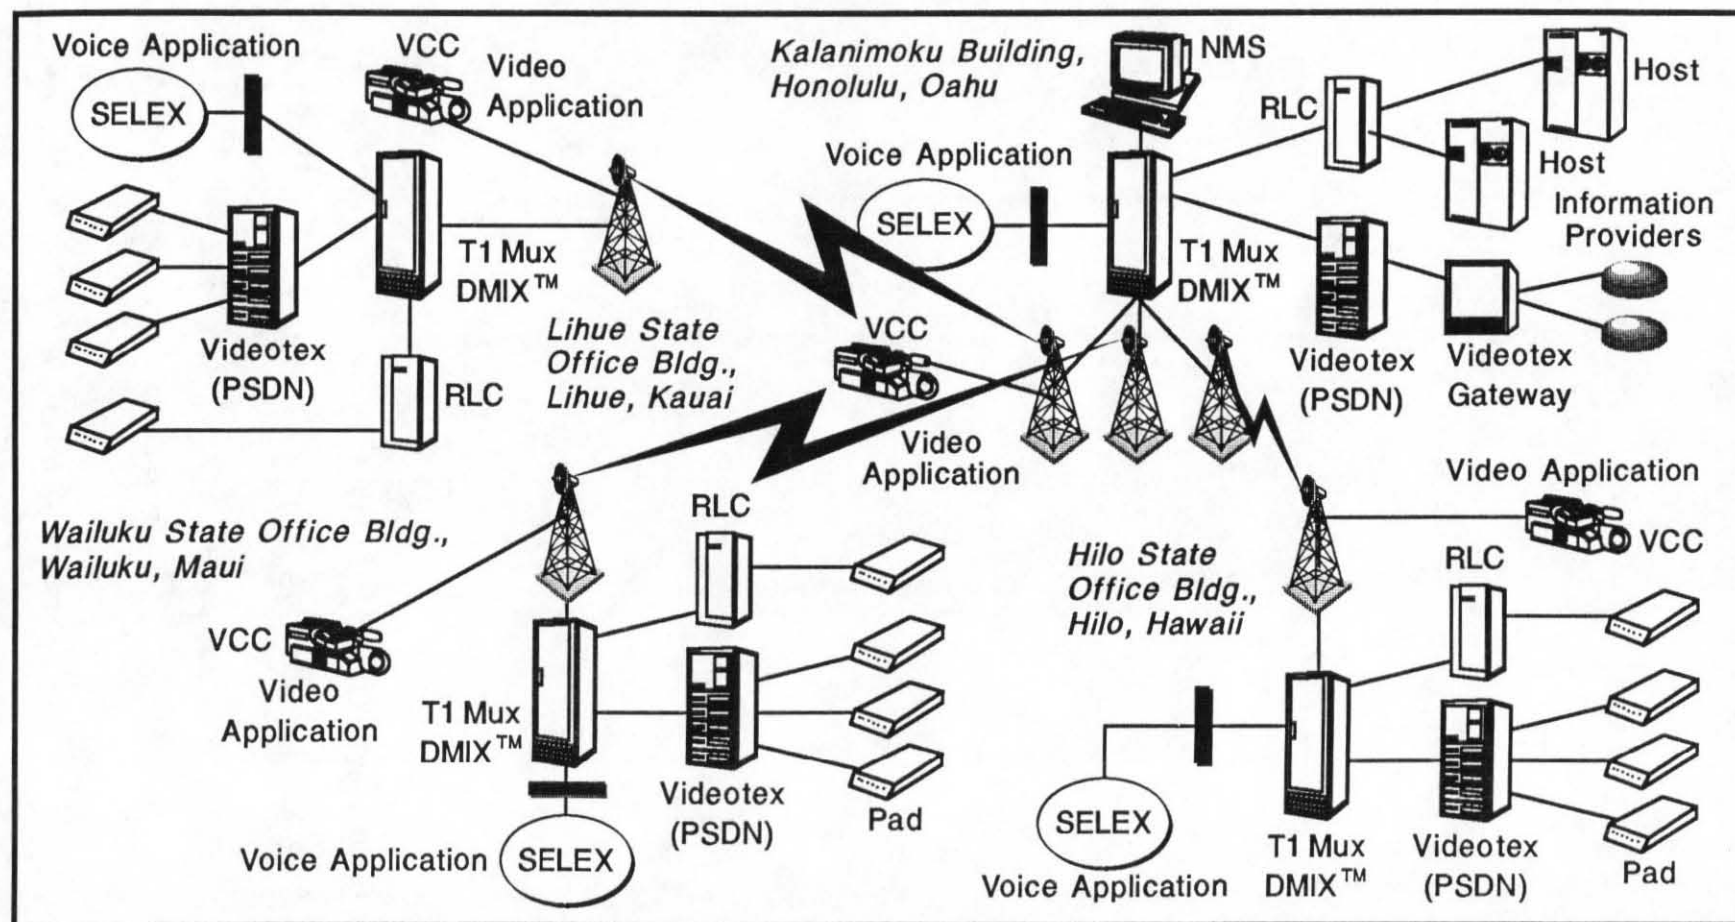 Voice Application
SELEX
VCC
Video
Application
T1 Mux
DMIX™
Videotex
(PSDN)
RLC
Lihue State
Office Bldg.,
Lihue, Kauai
Kalanimoku Building,
Honolulu, Oahu
NMS
Voice Application
SELEX
T1 Mux
DMIX™
RLC
Host
Host
Information
Providers
Videotex
(PSDN)
Videotex
Gateway
VCC
Video
Application
Wailuku State Office Bldg.,
Wailuku, Maui
VCC
Video
Application
RLC
T1 Mux
DMIX™
Videotex
(PSDN)
Pad
Voice Application
SELEX
Hilo State
Office Bldg.,
Hilo, Hawaii
Video Application
VCC
RLC
SELEX
Voice Application
T1 Mux
DMIX™
Videotex
(PSDN)
Pad